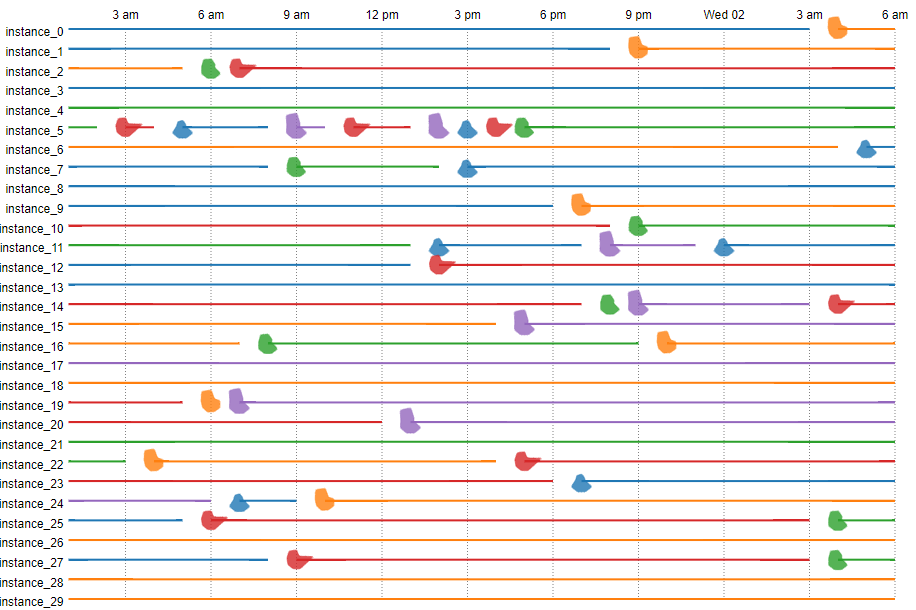 3 am 6 am 9 am 12 pm 3 pm 6 pm 9 pm Wed 02 3 am 6 am
instance_0
instance_1
instance_2
instance_3
instance_4
instance_5
instance_6
instance_7
instance_8
instance_9
instance_10
instance_11
instance_12
instance_13
instance_14
instance_15
instance_16
instance_17
instance_18
instance_19
instance_20
instance_21
instance_22
instance_23
instance_24
instance_25
instance_26
instance_27
instance_28
instance_29